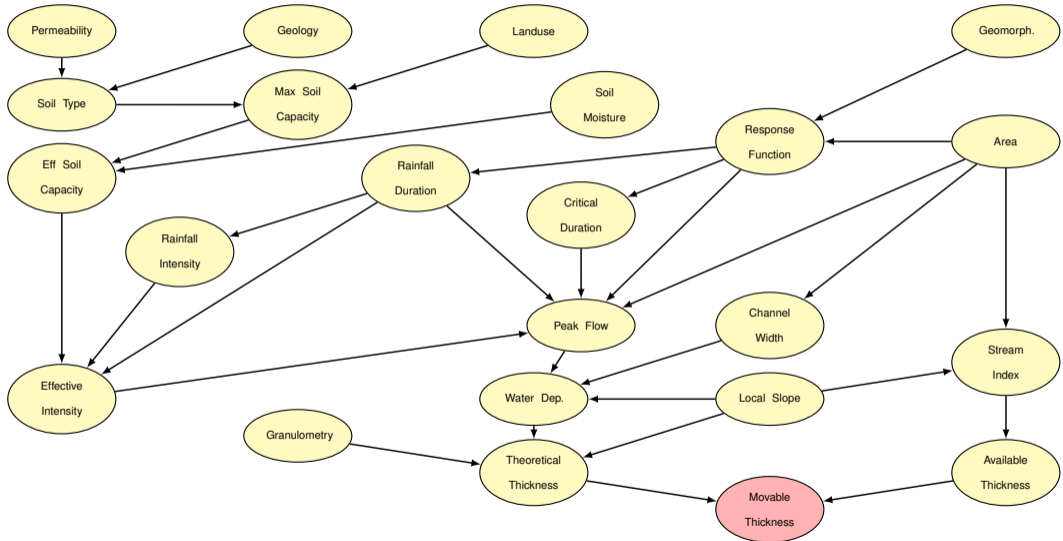 Permeability
Geology
Landuse
Geomorph.
Soil Type
Max Soil
Capacity
Soil
Moisture
Response
Function
Area
Eff Soil
Capacity
Rainfall
Duration
Critical
Duration
Rainfall
Intensity
Peak Flow
Channel
Width
Stream
Index
Effective
Intensity
Water Dep.
Local Slope
Granulometry
Theoretical
Thickness
Available
Thickness
Movable
Thickness